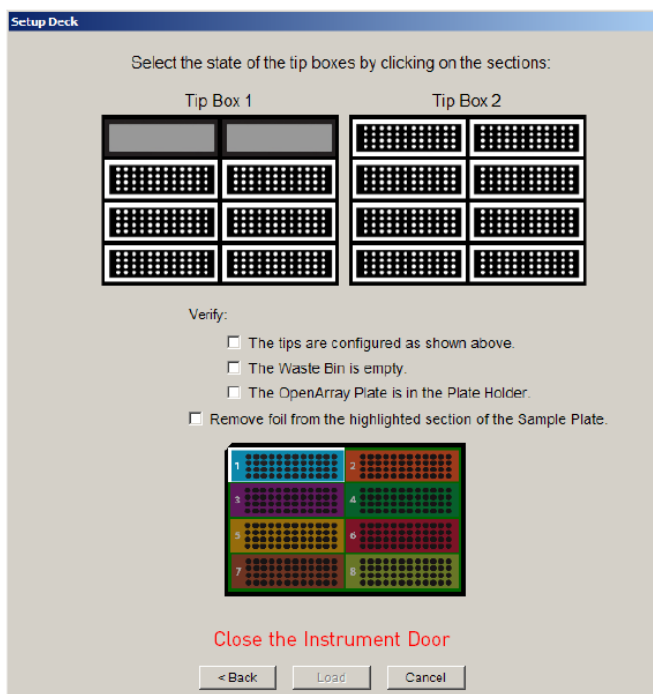 Setup Deck
Select the state of the tip boxes by clicking on the sections:
Tip Box 1 Tip Box 2
Verify:
The tips are configured as shown above.
The Waste Bin is empty.
The OpenArray Plate is in the Plate Holder.
Remove foil from the highlighted section of the Sample Plate.
1 2
3 4
5 6
7 8
Close the Instrument Door
< Back Load Cancel